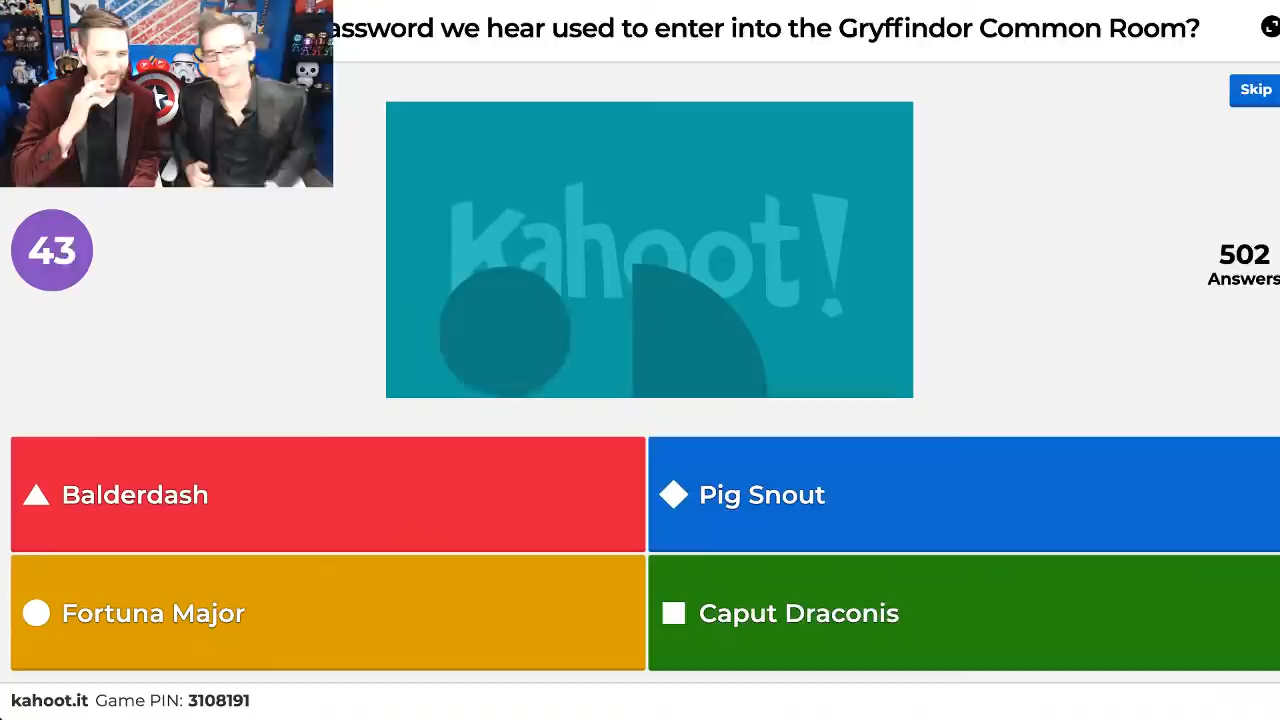 assword we hear used to enter into the Gryffindor Common Room?
Skip
Kahoot!
43
502
Answers
Balderdash
Pig Snout
Fortuna Major
Caput Draconis
kahoot.it Game PIN: 3108191